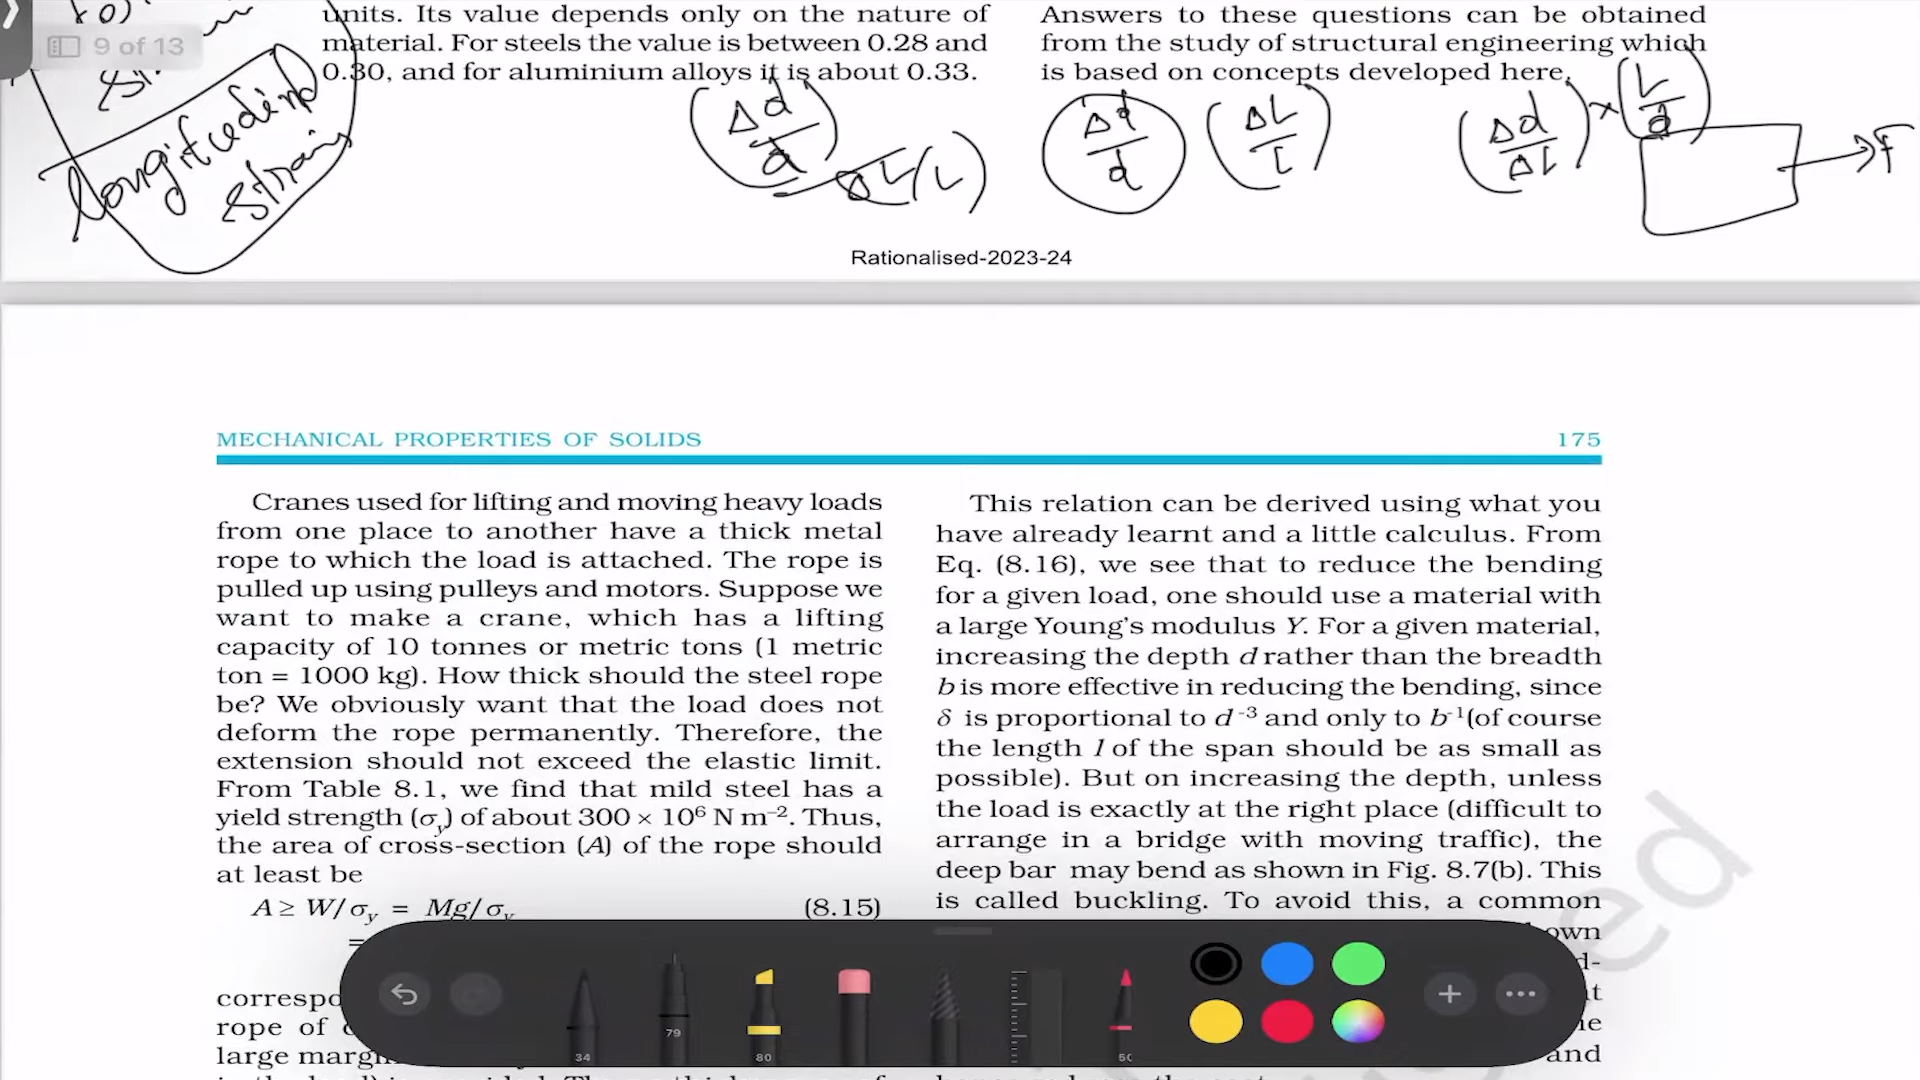 9 of 13
units. Its value depends only on the nature of
material. For steels the value is between 0.28 and
0.30, and for aluminium alloys it is about 0.33.
Answers to these questions can be obtained
from the study of structural engineering which
is based on concepts developed here.
longitudinal
strain
Δd/d
ΔL/(L)
Δd/d
ΔL/L
(Δd/ΔL) × (L/d)
F
Rationalised-2023-24
MECHANICAL PROPERTIES OF SOLIDS 175
Cranes used for lifting and moving heavy loads
from one place to another have a thick metal
rope to which the load is attached. The rope is
pulled up using pulleys and motors. Suppose we
want to make a crane, which has a lifting
capacity of 10 tonnes or metric tons (1 metric
ton = 1000 kg). How thick should the steel rope
be? We obviously want that the load does not
deform the rope permanently. Therefore, the
extension should not exceed the elastic limit.
From Table 8.1, we find that mild steel has a
yield strength (σy) of about 300 × 10⁶ N m⁻². Thus,
the area of cross-section (A) of the rope should
at least be
A ≥ W/σy = Mg/σy (8.15)
=
rope of
large
This relation can be derived using what you
have already learnt and a little calculus. From
Eq. (8.16), we see that to reduce the bending
for a given load, one should use a material with
a large Young's modulus Y. For a given material,
increasing the depth d rather than the breadth
b is more effective in reducing the bending, since
δ is proportional to d⁻³ and only to b⁻¹(of course
the length l of the span should be as small as
possible). But on increasing the depth, unless
the load is exactly at the right place (difficult to
arrange in a bridge with moving traffic), the
deep bar may bend as shown in Fig. 8.7(b). This
is called buckling. To avoid this, a common
and
34
79
80